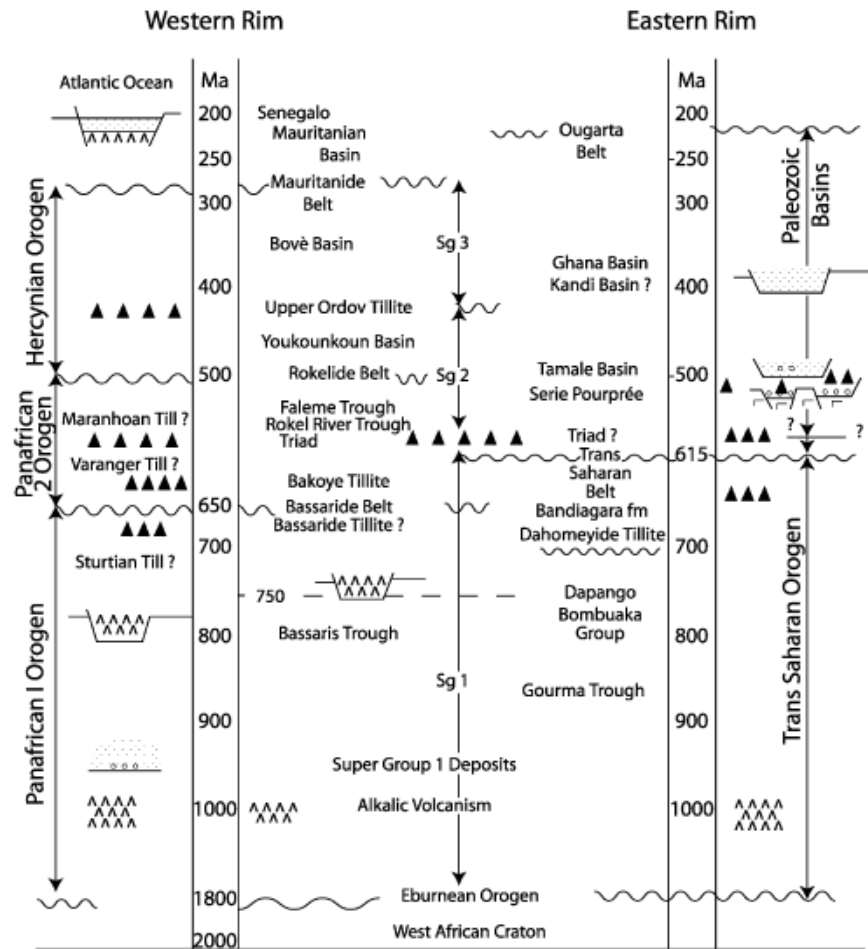 Western Rim
Eastern Rim
Atlantic Ocean
Ma
Ma
200
Senegalo
Mauritanian
Basin
Ougarta
Belt
200
250
250
Mauritanide
Belt
300
300
Paleozoic
Basins
Bovè Basin
Sg 3
Ghana Basin
Kandi Basin ?
400
400
Hercynian Orogen
Upper Ordov Tillite
Youkounkoun Basin
500
Rokelide Belt
Sg 2
Tamale Basin
500
Serie Pourprée
Panafrican
2 Orogen
Maranhoan Till ?
Faleme Trough
Rokel River Trough
Triad
Triad ?
?
?
Varanger Till ?
Trans
Saharan
Belt
615
Bakoye Tillite
650
Bassaride Belt
Bassaride Tillite ?
Bandiagara fm
Dahomeyide Tillite
700
700
Sturtian Till ?
750
Dapango
Bombuaka
Group
800
Bassaris Trough
800
Panafrican I Orogen
Sg 1
Gourma Trough
Trans Saharan Orogen
900
900
Super Group 1 Deposits
1000
Alkalic Volcanism
1000
1800
Eburnean Orogen
1800
2000
West African Craton
2000